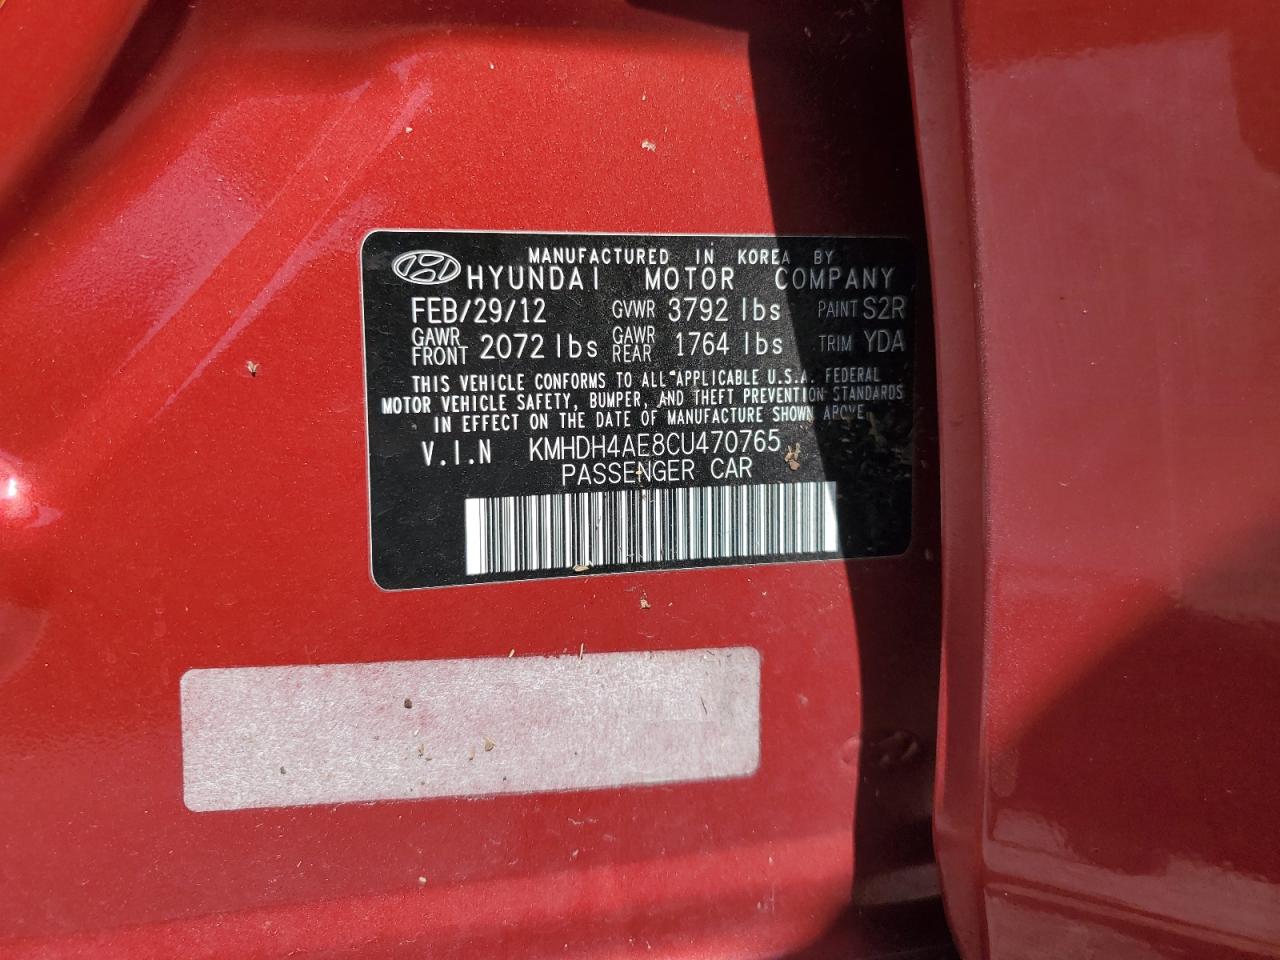 MANUFACTURED IN KOREA BY
HYUNDAI MOTOR COMPANY
FEB/29/12 GVWR 3792 lbs PAINT S2R
GAWR FRONT 2072 lbs GAWR REAR 1764 lbs TRIM YDA
THIS VEHICLE CONFORMS TO ALL APPLICABLE U.S.A. FEDERAL
MOTOR VEHICLE SAFETY, BUMPER, AND THEFT PREVENTION STANDARDS
IN EFFECT ON THE DATE OF MANUFACTURE SHOWN ABOVE.
V.I.N KMHDH4AE8CU470765
PASSENGER CAR